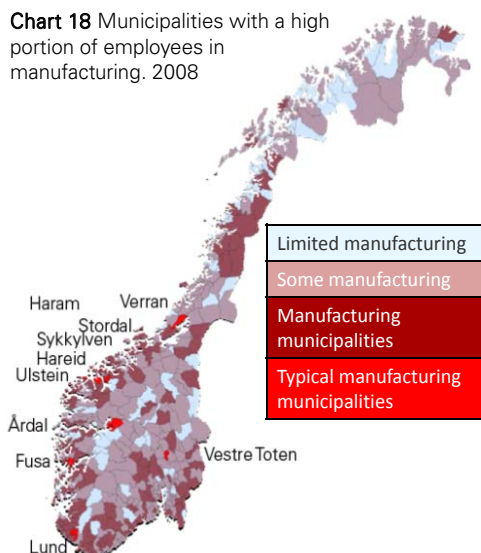 Chart 18 Municipalities with a high
portion of employees in
manufacturing. 2008
Limited manufacturing
Some manufacturing
Manufacturing
municipalities
Typical manufacturing
municipalities
Haram
Verran
Stordal
Sykkylven
Hareid
Ulstein
Årdal
Fusa
Vestre Toten
Lund